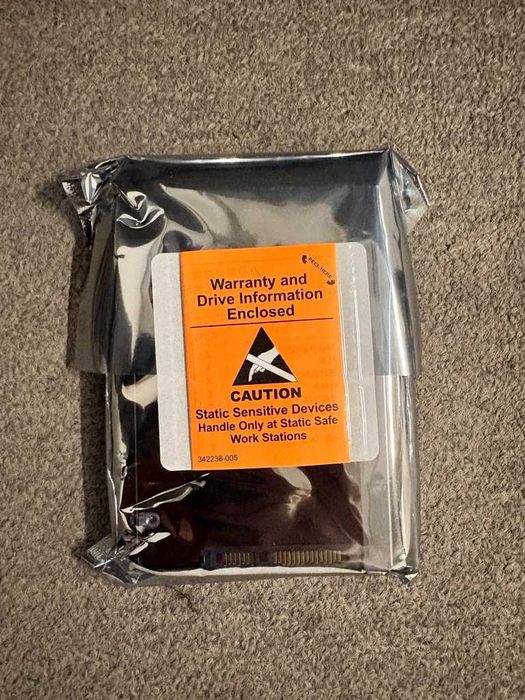 PEEL HERE
Warranty and
Drive Information
Enclosed
CAUTION
Static Sensitive Devices
Handle Only at Static Safe
Work Stations
342238-005